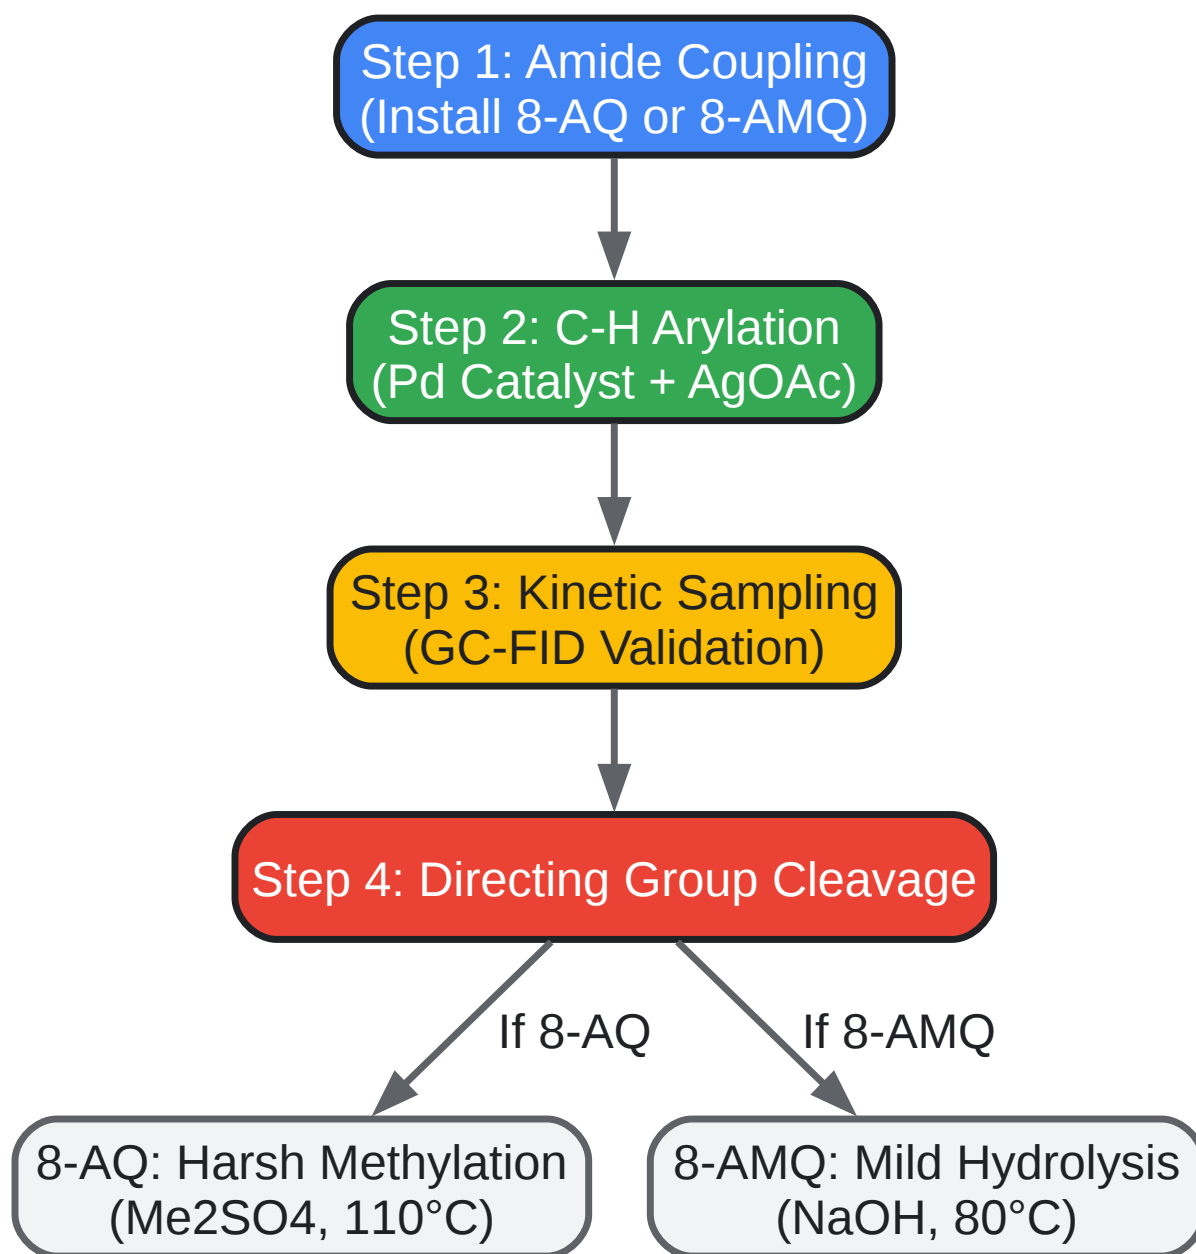 Step 1: Amide Coupling
(Install 8-AQ or 8-AMQ)
Step 2: C-H Arylation
(Pd Catalyst + AgOAc)
Step 3: Kinetic Sampling
(GC-FID Validation)
Step 4: Directing Group Cleavage
If 8-AQ
If 8-AMQ
8-AQ: Harsh Methylation
(Me2SO4, 110°C)
8-AMQ: Mild Hydrolysis
(NaOH, 80°C)